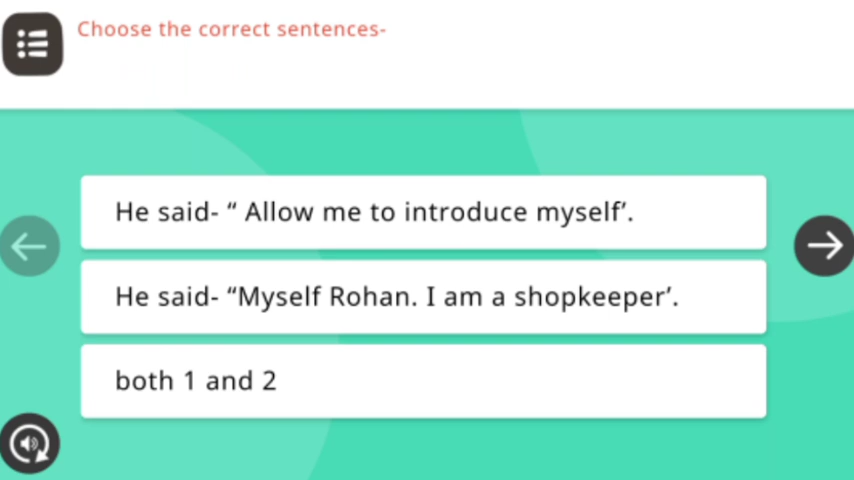 Choose the correct sentences-
He said- “ Allow me to introduce myself’.
He said- “Myself Rohan. I am a shopkeeper’.
both 1 and 2